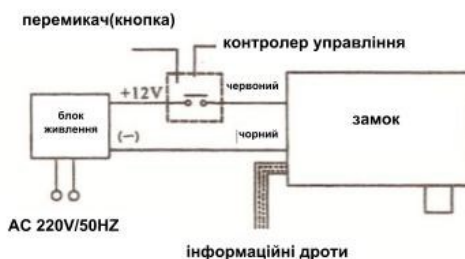 перемикач(кнопка)
контролер управління
+12V
червоний
блок
живлення
замок
(—)
чорний
AC 220V/50HZ
інформаційні дроти